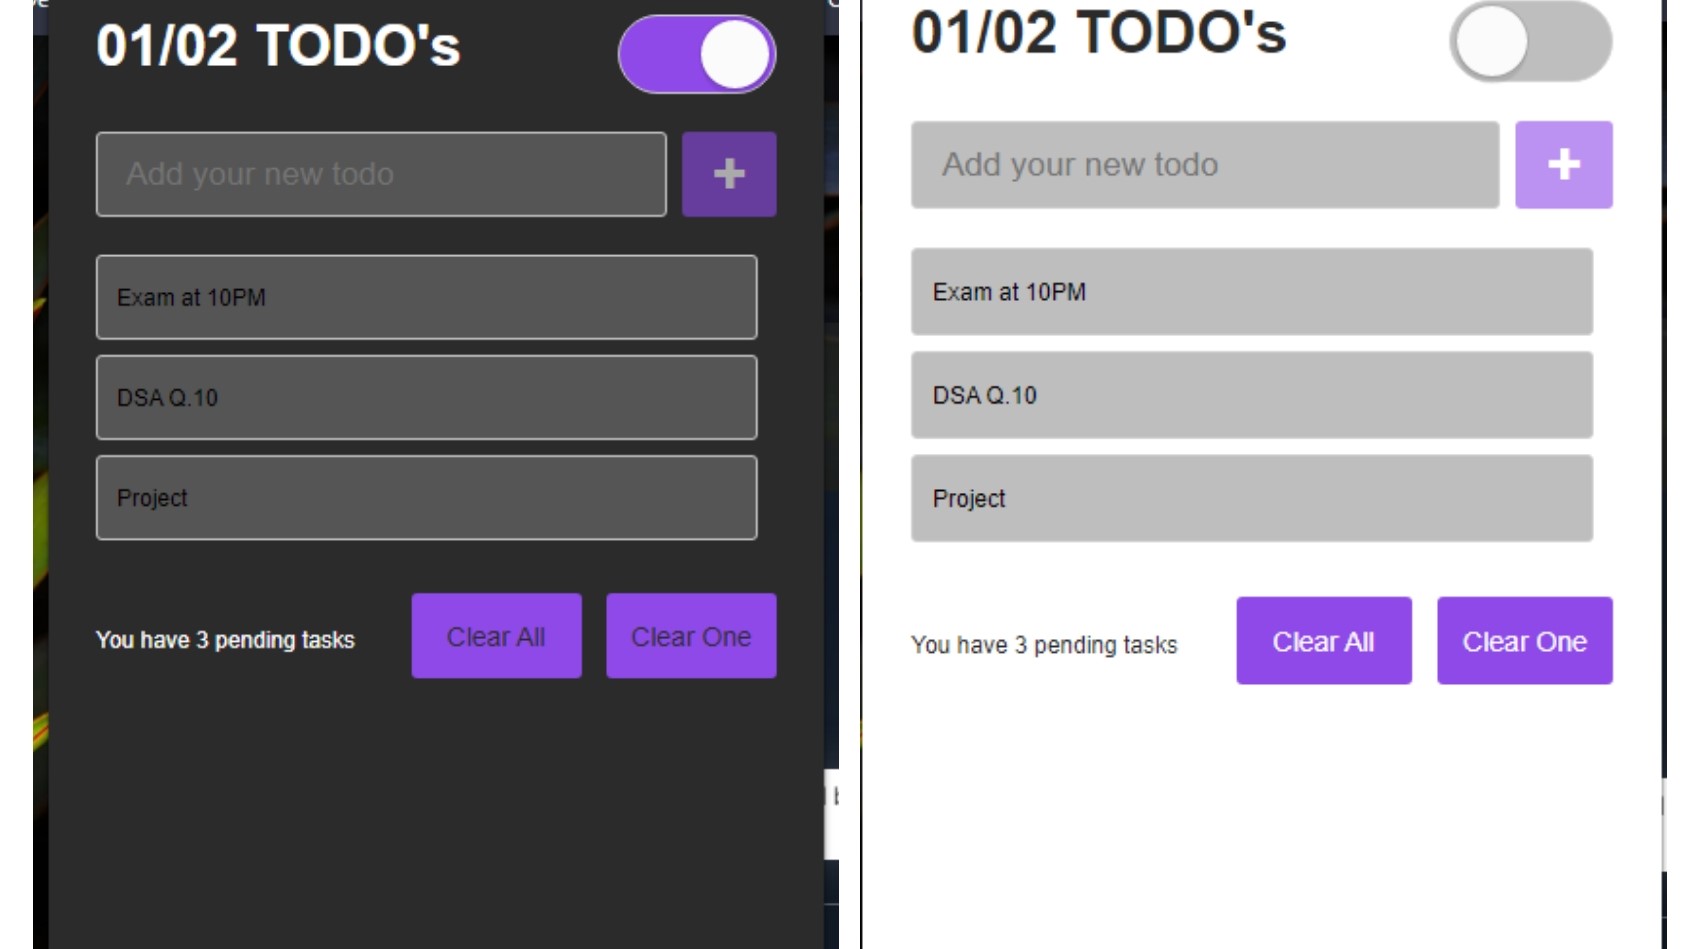 01/02 TODO's
Add your new todo
Exam at 10PM
DSA Q.10
Project
You have 3 pending tasks
Clear All
Clear One
01/02 TODO's
Add your new todo
Exam at 10PM
DSA Q.10
Project
You have 3 pending tasks
Clear All
Clear One